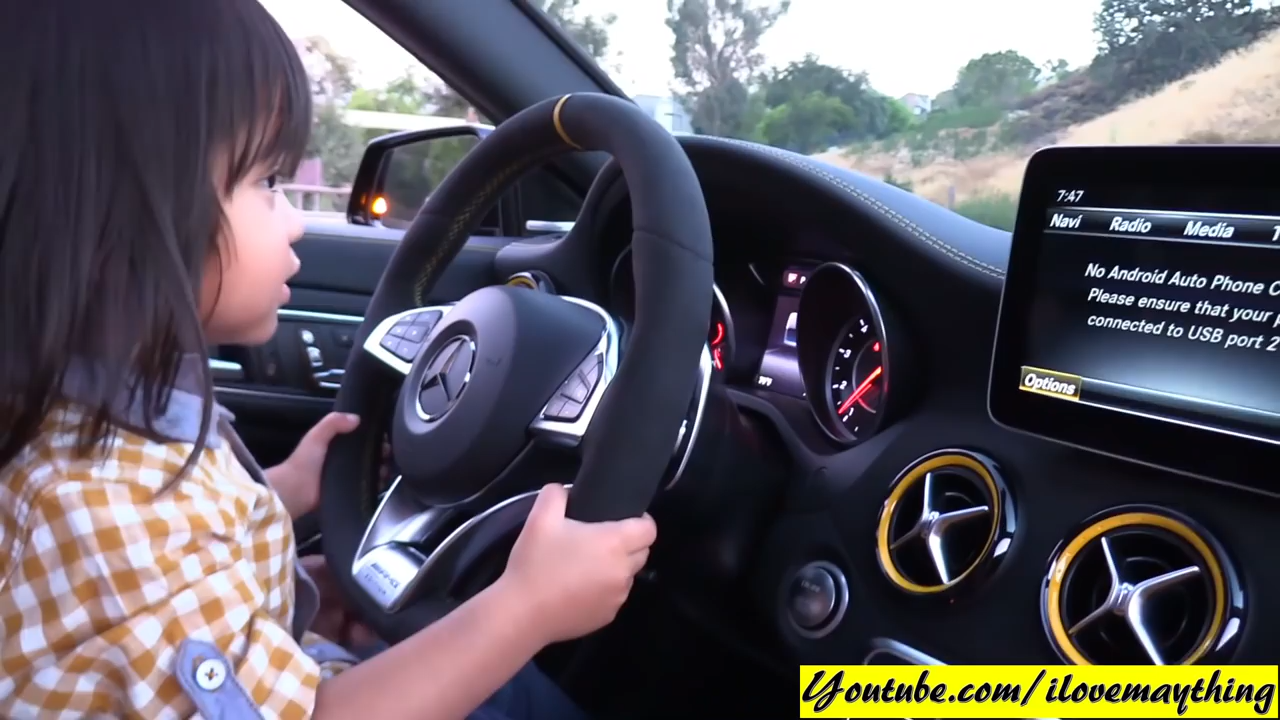 7:47
Navi Radio Media
No Android Auto Phone C
Please ensure that your
connected to USB port 2
Options
AMG
Youtube.com/ilovemaything